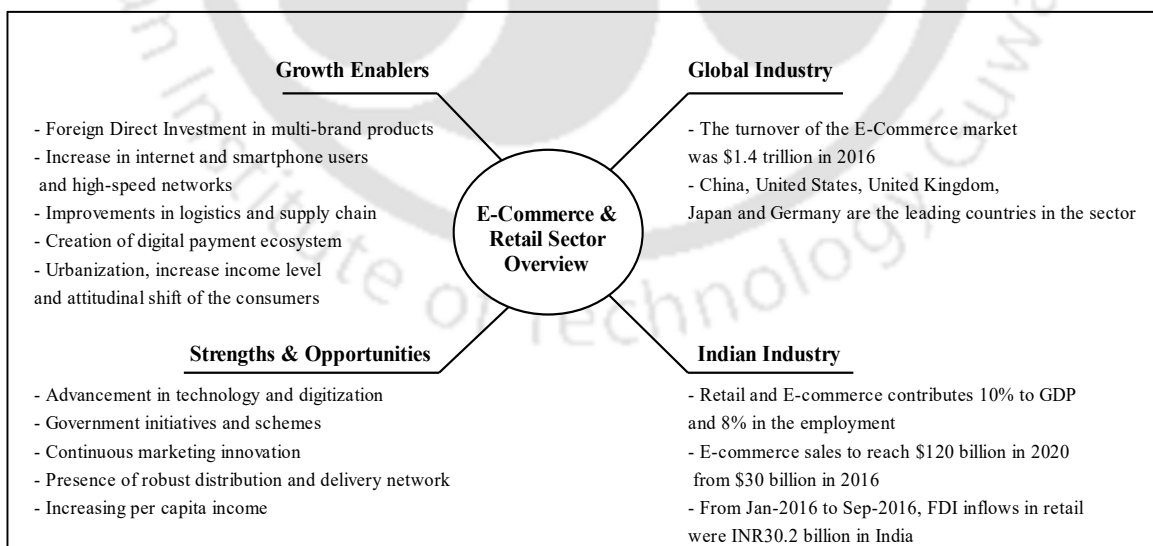 Growth Enablers
- Foreign Direct Investment in multi-brand products
- Increase in internet and smartphone users
and high-speed networks
- Improvements in logistics and supply chain
- Creation of digital payment ecosystem
- Urbanization, increase income level
and attitudinal shift of the consumers
Global Industry
- The turnover of the E-Commerce market
was $1.4 trillion in 2016
- China, United States, United Kingdom,
Japan and Germany are the leading countries in the sector
E-Commerce &
Retail Sector
Overview
Strengths & Opportunities
- Advancement in technology and digitization
- Government initiatives and schemes
- Continuous marketing innovation
- Presence of robust distribution and delivery network
- Increasing per capita income
Indian Industry
- Retail and E-commerce contributes 10% to GDP
and 8% in the employment
- E-commerce sales to reach $120 billion in 2020
from $30 billion in 2016
- From Jan-2016 to Sep-2016, FDI inflows in retail
were INR30.2 billion in India
Institute of Technology